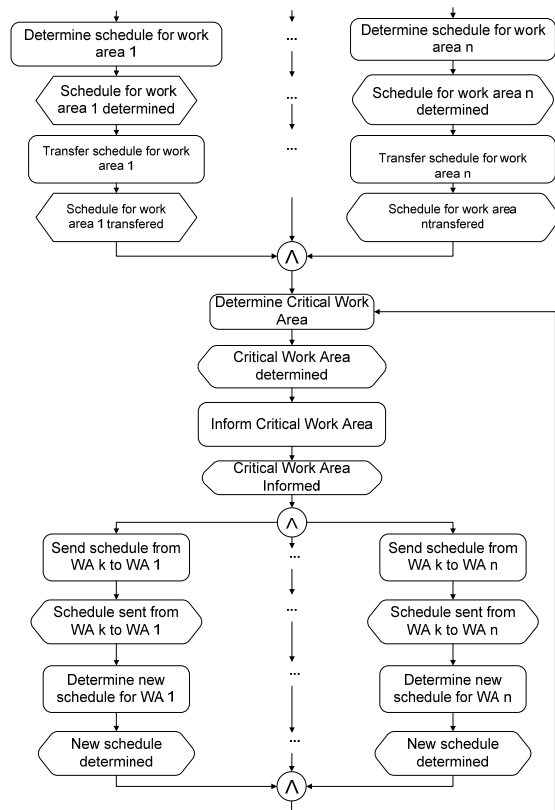 Determine schedule for work
area 1
...
Determine schedule for work
area n
Schedule for work
area 1 determined
...
Schedule for work area n
determined
Transfer schedule for work
area 1
...
Transfer schedule for work
area n
Schedule for work
area 1 transfered
Schedule for work area
ntransfered
Λ
Determine Critical Work
Area
Critical Work Area
determined
Inform Critical Work Area
Critical Work Area
Informed
Λ
Send schedule from
WA k to WA 1
...
Send schedule from
WA k to WA n
Schedule sent from
WA k to WA 1
...
Schedule sent from
WA k to WA n
Determine new
schedule for WA 1
Determine new
schedule for WA n
New schedule
determined
...
New schedule
determined
Λ